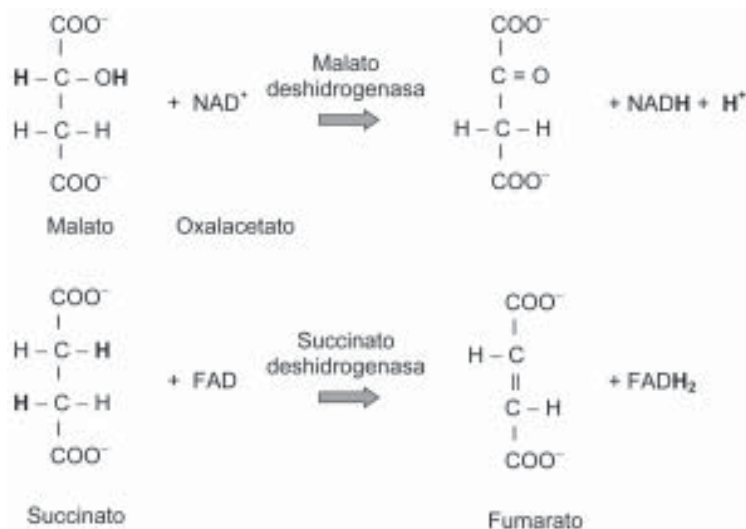 COO⁻ COO⁻
H – C – OH + NAD⁺ Malato deshidrogenasa C = O + NADH + H⁺
H – C – H H – C – H
COO⁻ COO⁻
Malato Oxalacetato
COO⁻ COO⁻
H – C – H + FAD Succinato deshidrogenasa H – C + FADH₂
H – C – H C – H
COO⁻ COO⁻
Succinato Fumarato